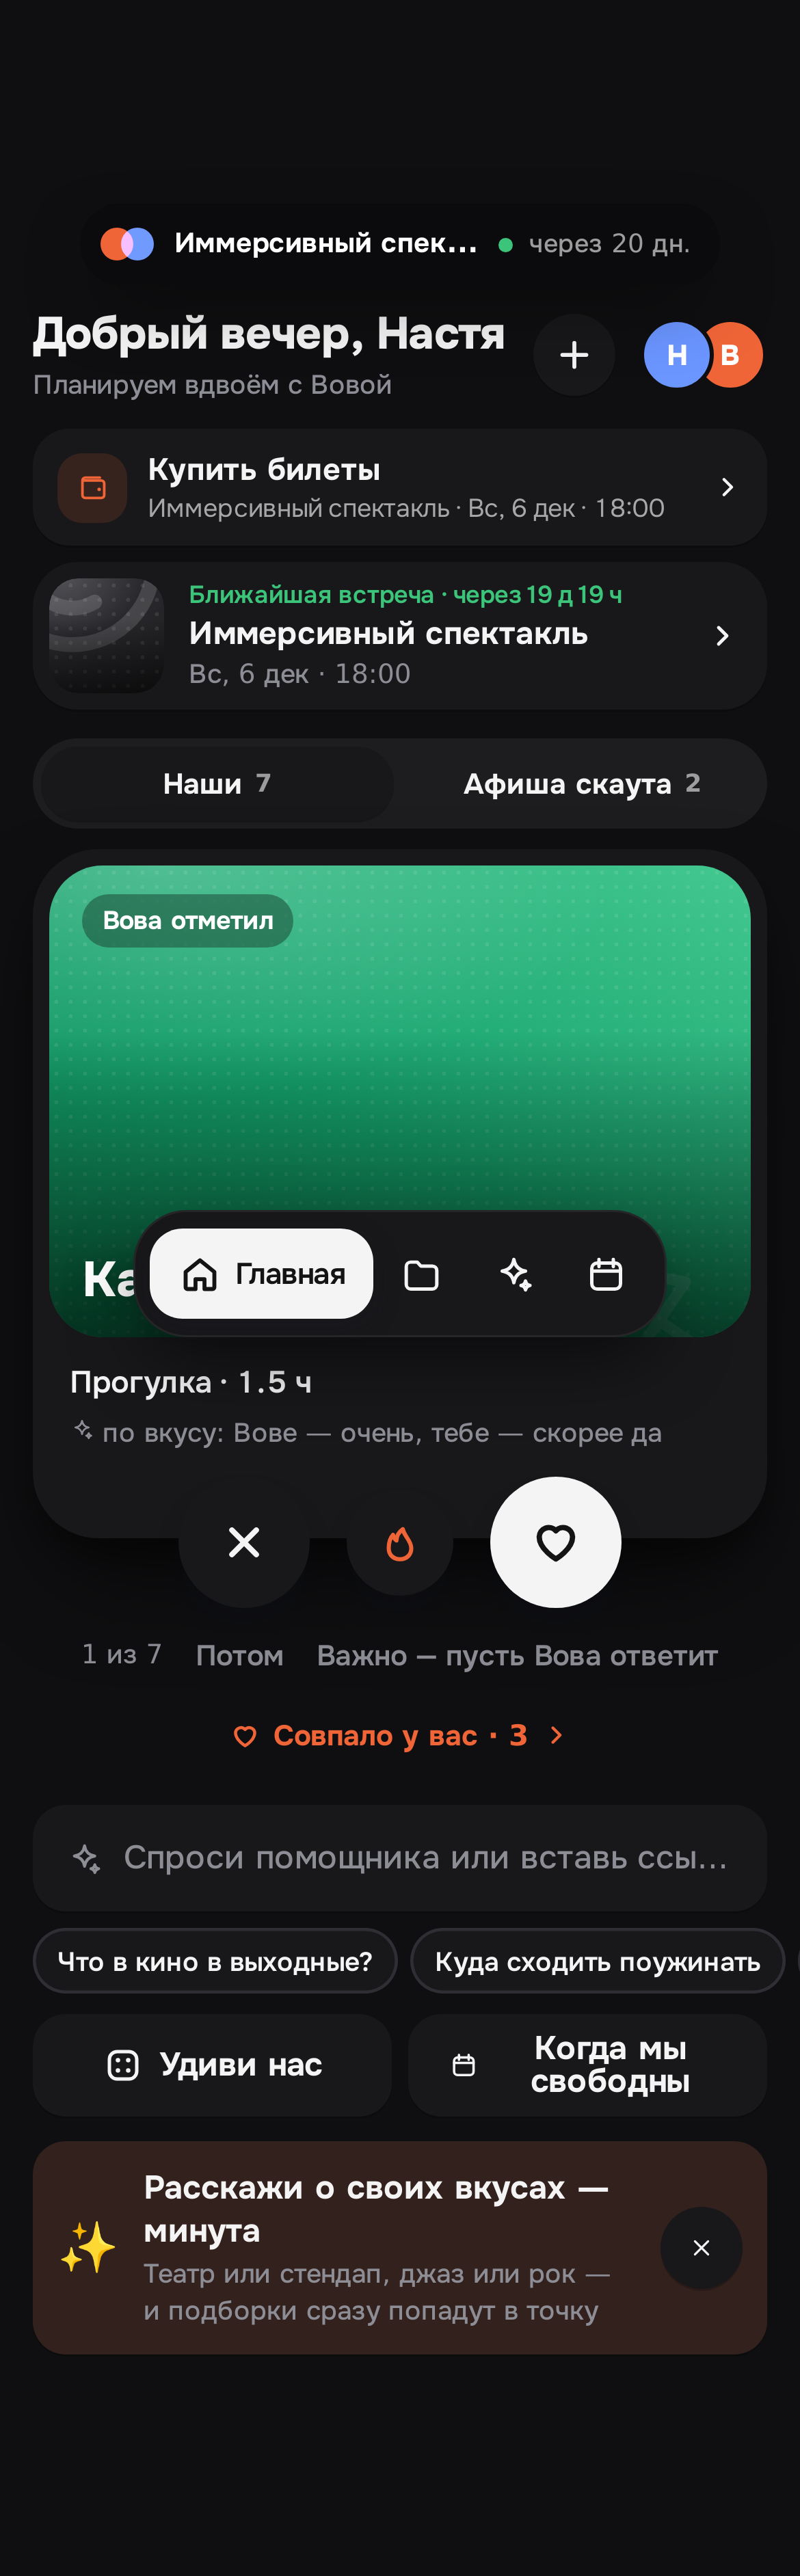 Иммерсивный спек... через 20 дн.
Добрый вечер, Настя
Планируем вдвоём с Вовой
Н В
Купить билеты
Иммерсивный спектакль · Вс, 6 дек · 18:00
Ближайшая встреча · через 19 д 19 ч
Иммерсивный спектакль
Вс, 6 дек · 18:00
Наши 7 Афиша скаута 2
Вова отметил
Главная
Прогулка · 1.5 ч
по вкусу: Вове — очень, тебе — скорее да
1 из 7 Потом Важно — пусть Вова ответит
Совпало у вас · 3
Спроси помощника или вставь ссы...
Что в кино в выходные? Куда сходить поужинать
Удиви нас
Когда мы
свободны
Расскажи о своих вкусах —
минута
Театр или стендап, джаз или рок —
и подборки сразу попадут в точку